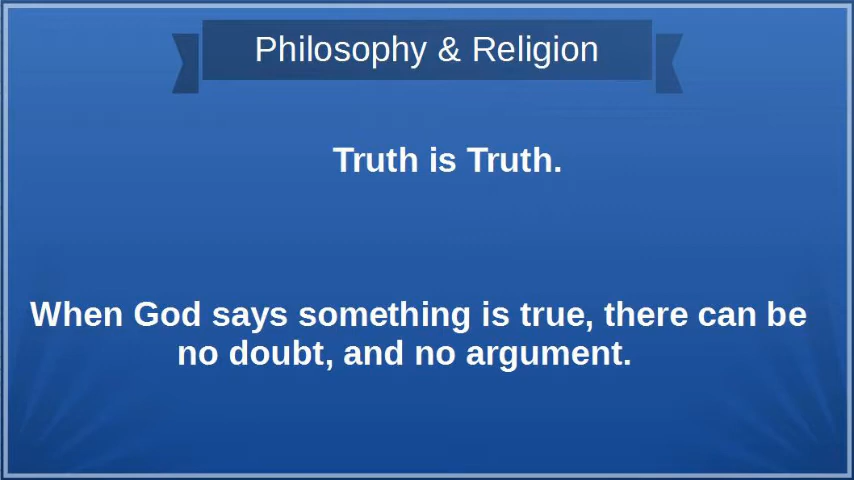 Philosophy & Religion
Truth is Truth.
When God says something is true, there can be
no doubt, and no argument.